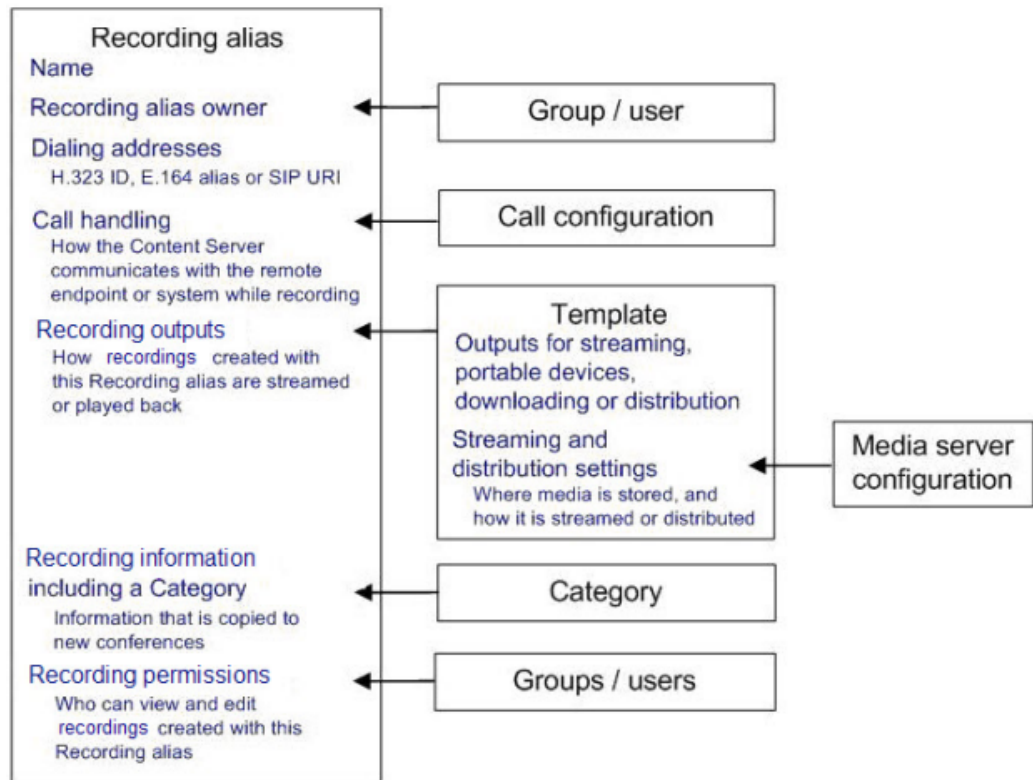 Recording alias
Name
Recording alias owner
Dialing addresses
H.323 ID, E.164 alias or SIP URI
Call handling
How the Content Server
communicates with the remote
endpoint or system while recording
Recording outputs
How recordings created with
this Recording alias are streamed
or played back
Recording information
including a Category
Information that is copied to
new conferences
Recording permissions
Who can view and edit
recordings created with this
Recording alias
Group / user
Call configuration
Template
Outputs for streaming,
portable devices,
downloading or distribution
Streaming and
distribution settings
Where media is stored, and
how it is streamed or distributed
Media server
configuration
Category
Groups / users